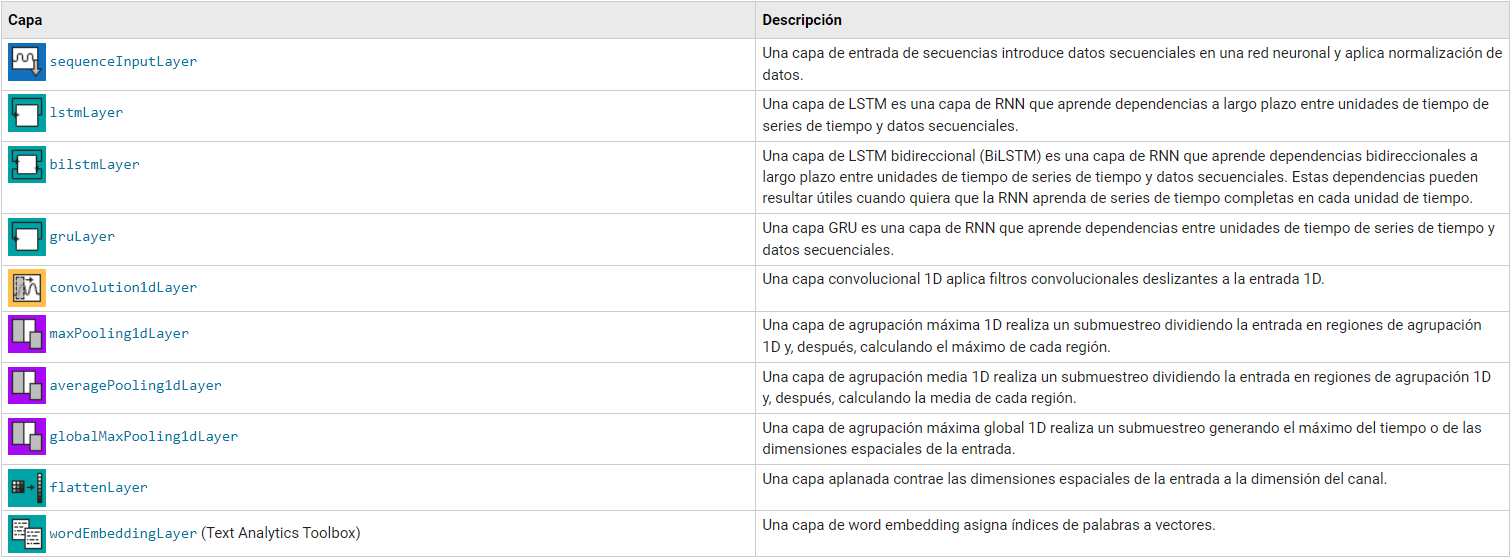 Capa
Descripción
sequenceInputLayer
Una capa de entrada de secuencias introduce datos secuenciales en una red neuronal y aplica normalización de
datos.
lstmLayer
Una capa de LSTM es una capa de RNN que aprende dependencias a largo plazo entre unidades de tiempo de
series de tiempo y datos secuenciales.
bilstmLayer
Una capa de LSTM bidireccional (BiLSTM) es una capa de RNN que aprende dependencias bidireccionales a
largo plazo entre unidades de tiempo de series de tiempo y datos secuenciales. Estas dependencias pueden
resultar útiles cuando quiera que la RNN aprenda de series de tiempo completas en cada unidad de tiempo.
gruLayer
Una capa GRU es una capa de RNN que aprende dependencias entre unidades de tiempo de series de tiempo y
datos secuenciales.
convolution1dLayer
Una capa convolucional 1D aplica filtros convolucionales deslizantes a la entrada 1D.
maxPooling1dLayer
Una capa de agrupación máxima 1D realiza un submuestreo dividiendo la entrada en regiones de agrupación
1D y, después, calculando el máximo de cada región.
averagePooling1dLayer
Una capa de agrupación media 1D realiza un submuestreo dividiendo la entrada en regiones de agrupación 1D
y, después, calculando la media de cada región.
globalMaxPooling1dLayer
Una capa de agrupación máxima global 1D realiza un submuestreo generando el máximo del tiempo o de las
dimensiones espaciales de la entrada.
flattenLayer
Una capa aplanada contrae las dimensiones espaciales de la entrada a la dimensión del canal.
wordEmbeddingLayer (Text Analytics Toolbox)
Una capa de word embedding asigna índices de palabras a vectores.